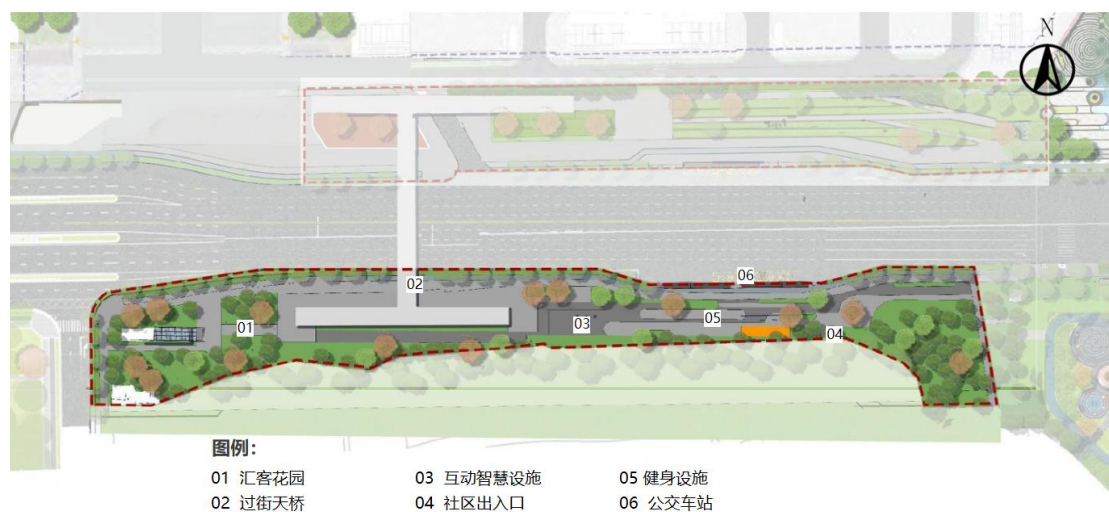 N
06
02
05
03
01
04
图例：
01 汇客花园
03 互动智慧设施
05 健身设施
02 过街天桥
04 社区出入口
06 公交车站